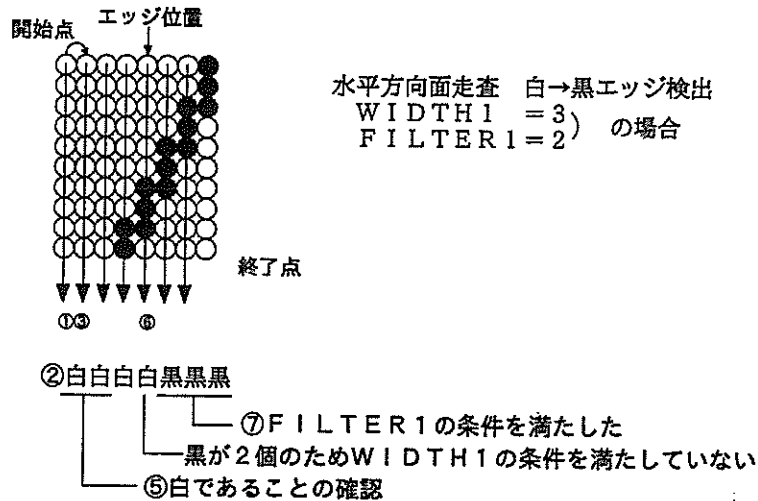 開始点
エッジ位置
水平方向面走査 白→黒エッジ検出
WIDTH1 =3
FILTER1=2) の場合
終了点
①③ ⑥
②白白白白黒黒黒
⑦FILTER1の条件を満たした
黒が2個のためWIDTH1の条件を満たしていない
⑤白であることの確認